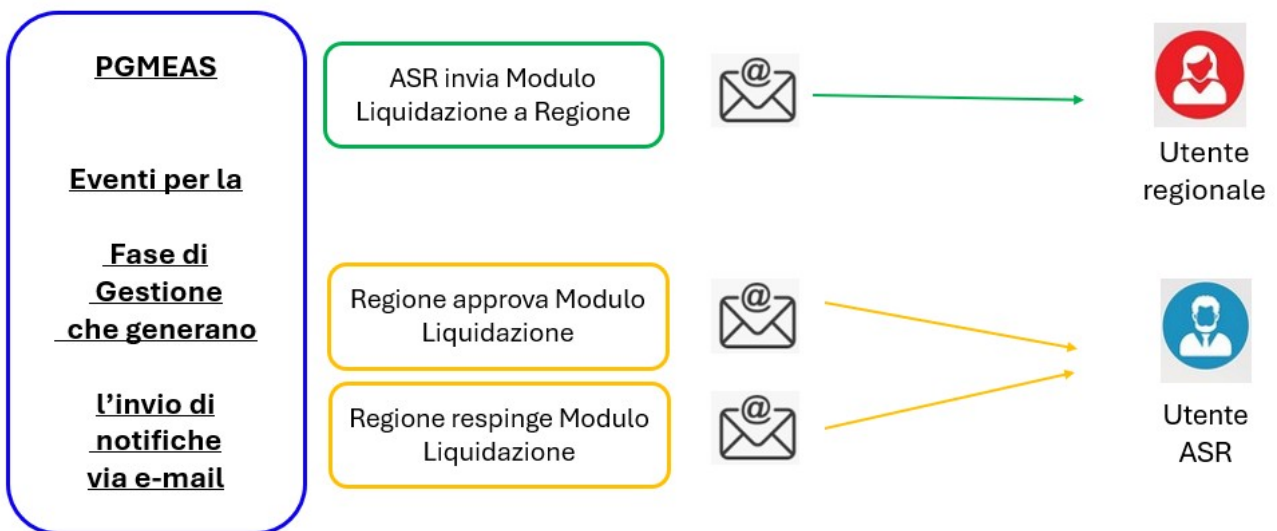 PGMEAS
Eventi per la
Fase di
Gestione
che generano
l’invio di
notifiche
via e-mail
ASR invia Modulo
Liquidazione a Regione
Utente
regionale
Regione approva Modulo
Liquidazione
Regione respinge Modulo
Liquidazione
Utente
ASR